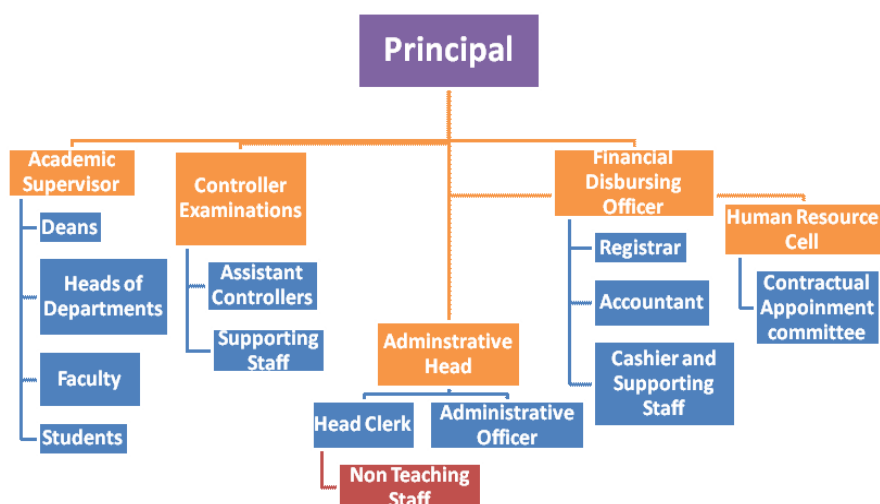 Principal
Academic
Supervisor
Deans
Heads of
Departments
Faculty
Students
Controller
Examinations
Assistant
Controllers
Supporting
Staff
Adminstrative
Head
Head Clerk
Non Teaching
Staff
Administrative
Officer
Financial
Disbursing
Officer
Registrar
Accountant
Cashier and
Supporting
Staff
Human Resource
Cell
Contractual
Appoinment
committee